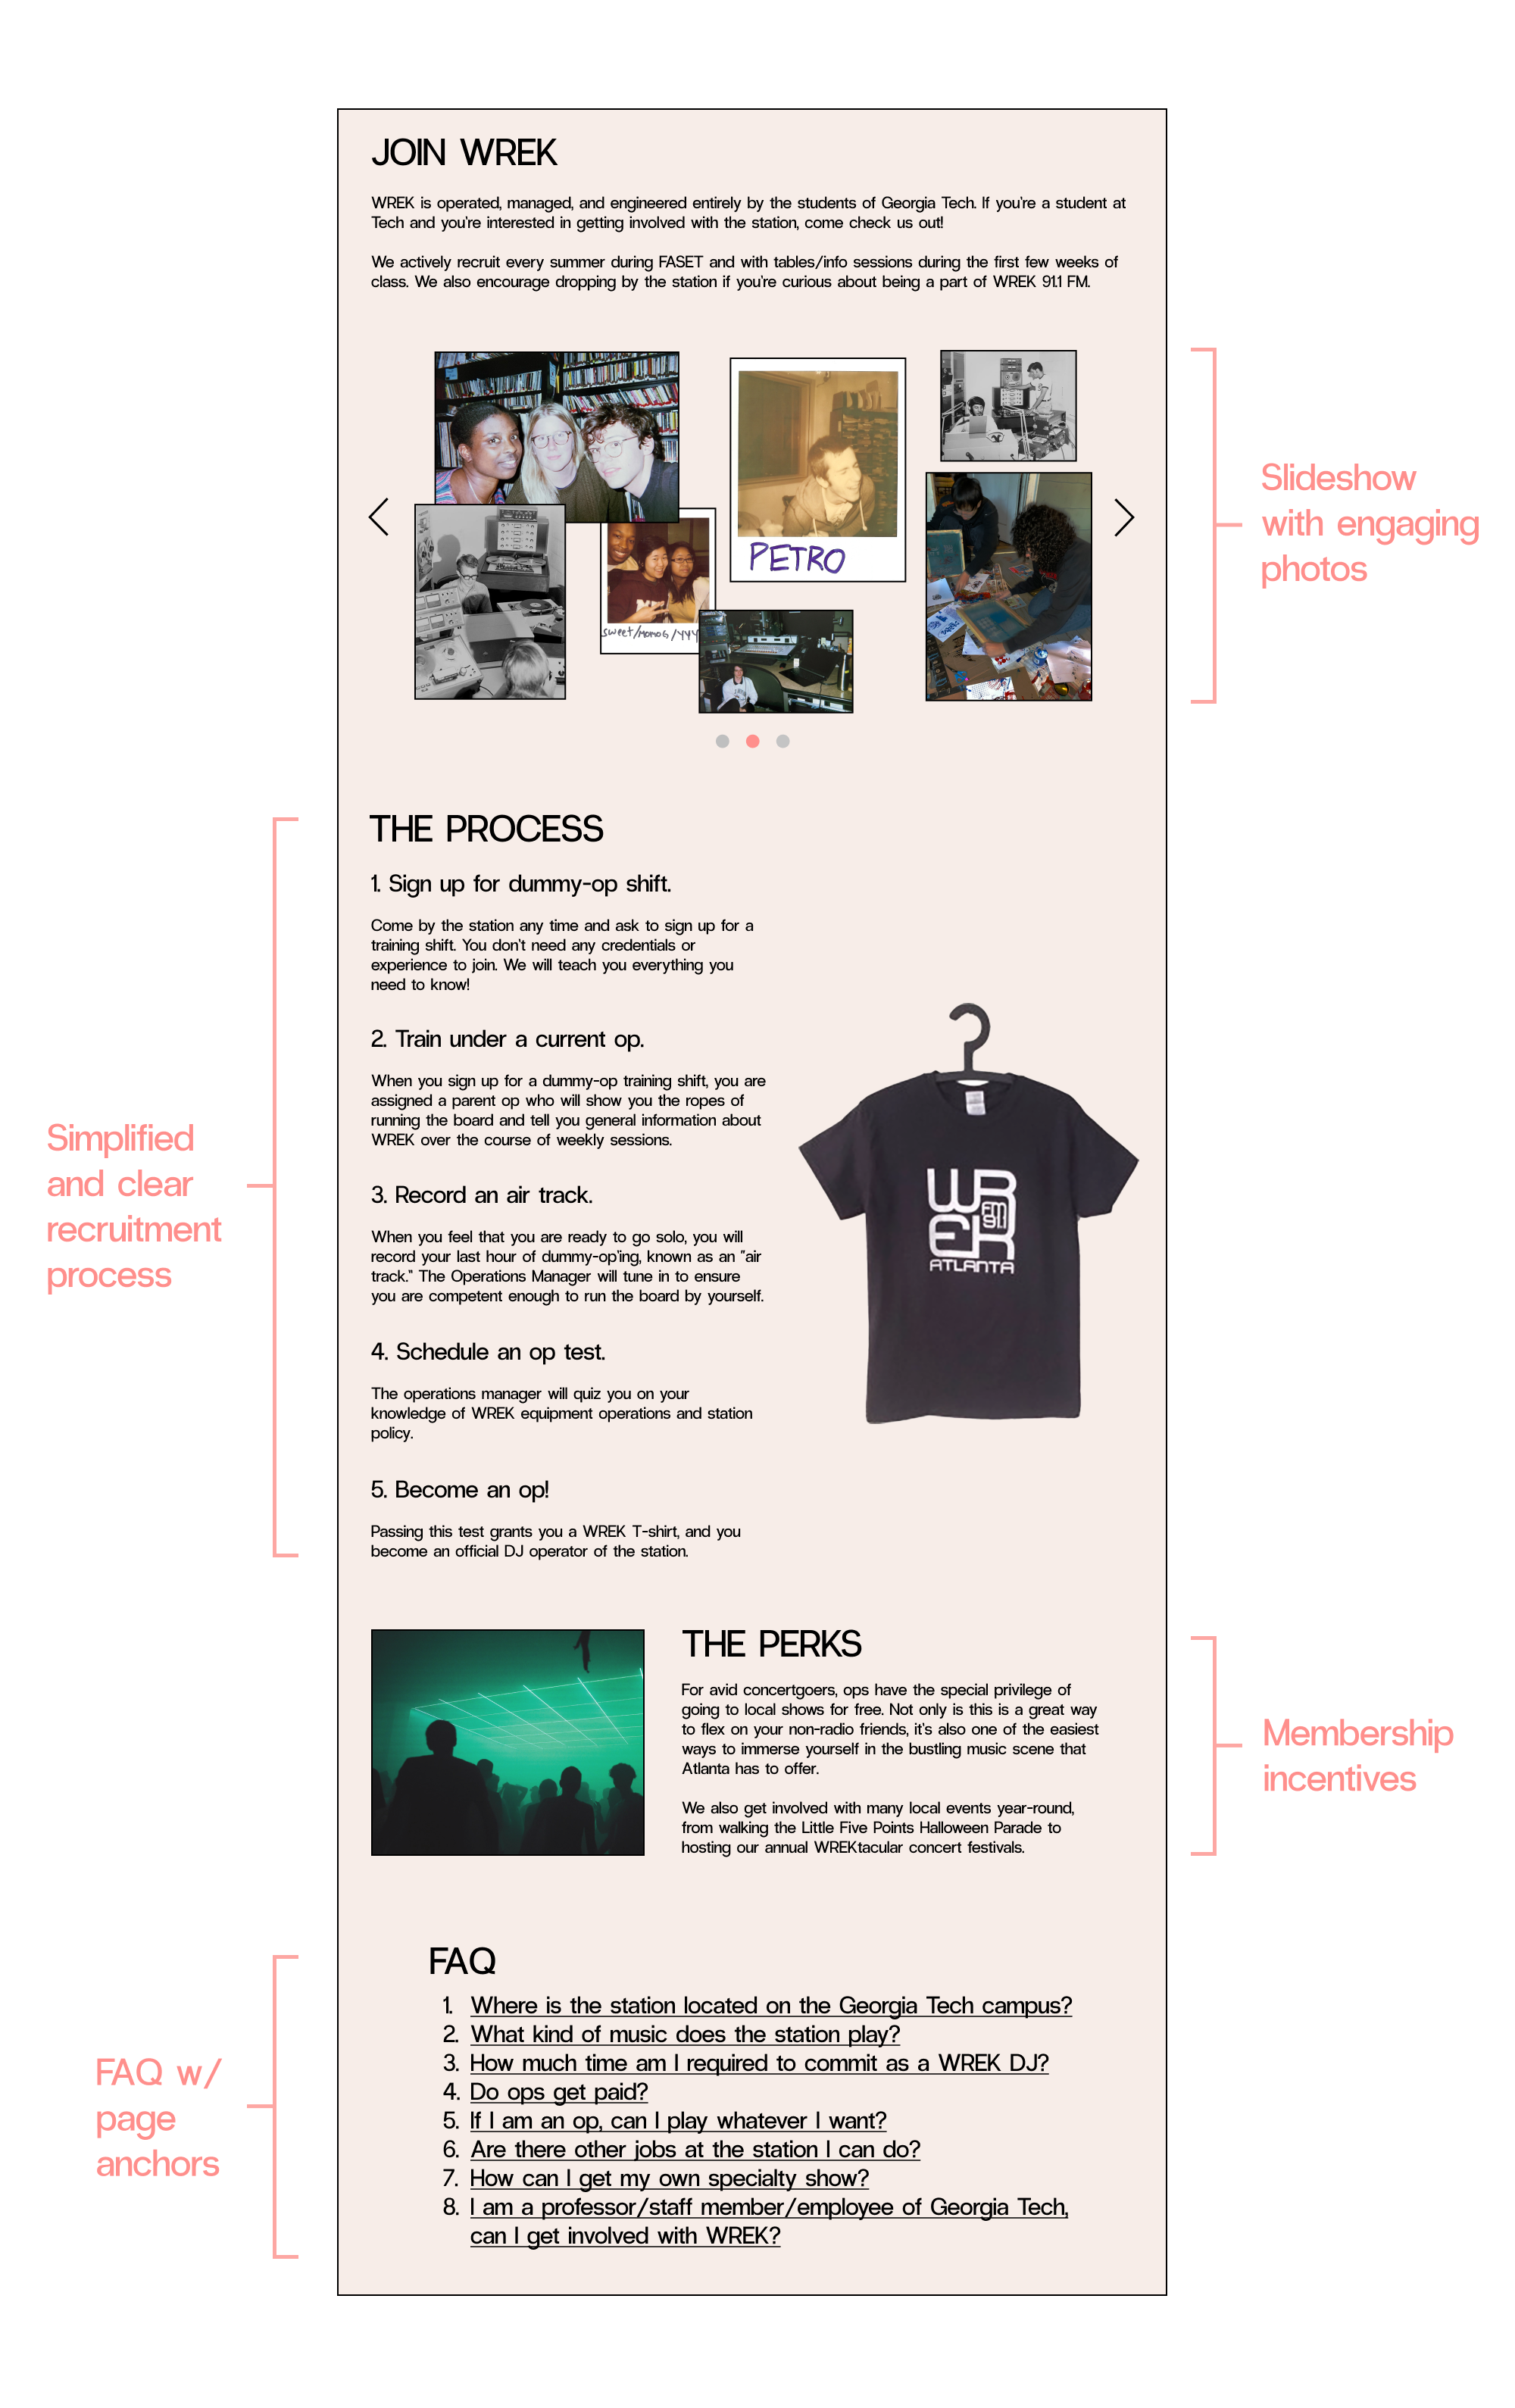 JOIN WREK
WREK is operated, managed, and engineered entirely by the students of Georgia Tech. If you're a student at
Tech and you're interested in getting involved with the station, come check us out!
We actively recruit every summer during FASET and with tables/info sessions during the first few weeks of
class. We also encourage dropping by the station if you're curious about being a part of WREK 91.1 FM.
PETRO
sweet/momos/YYY
Slideshow
with engaging
photos
THE PROCESS
1. Sign up for dummy-op shift.
Come by the station any time and ask to sign up for a
training shift. You don't need any credentials or
experience to join. We will teach you everything you
need to know!
2. Train under a current op.
When you sign up for a dummy-op training shift, you are
assigned a parent op who will show you the ropes of
running the board and tell you general information about
WREK over the course of weekly sessions.
3. Record an air track.
When you feel that you are ready to go solo, you will
record your last hour of dummy-op'ing, known as an "air
track." The Operations Manager will tune in to ensure
you are competent enough to run the board by yourself.
4. Schedule an op test.
The operations manager will quiz you on your
knowledge of WREK equipment operations and station
policy.
5. Become an op!
Passing this test grants you a WREK T-shirt, and you
become an official DJ operator of the station.
Simplified
and clear
recruitment
process
WR
FM
91.1
EK
ATLANTA
THE PERKS
For avid concertgoers, ops have the special privilege of
going to local shows for free. Not only is this is a great way
to flex on your non-radio friends, it's also one of the easiest
ways to immerse yourself in the bustling music scene that
Atlanta has to offer.
We also get involved with many local events year-round,
from walking the Little Five Points Halloween Parade to
hosting our annual WREKtacular concert festivals.
Membership
incentives
FAQ
1. Where is the station located on the Georgia Tech campus?
2. What kind of music does the station play?
3. How much time am I required to commit as a WREK DJ?
4. Do ops get paid?
5. If I am an op, can I play whatever I want?
6. Are there other jobs at the station I can do?
7. How can I get my own specialty show?
8. I am a professor/staff member/employee of Georgia Tech,
can I get involved with WREK?
FAQ w/
page
anchors